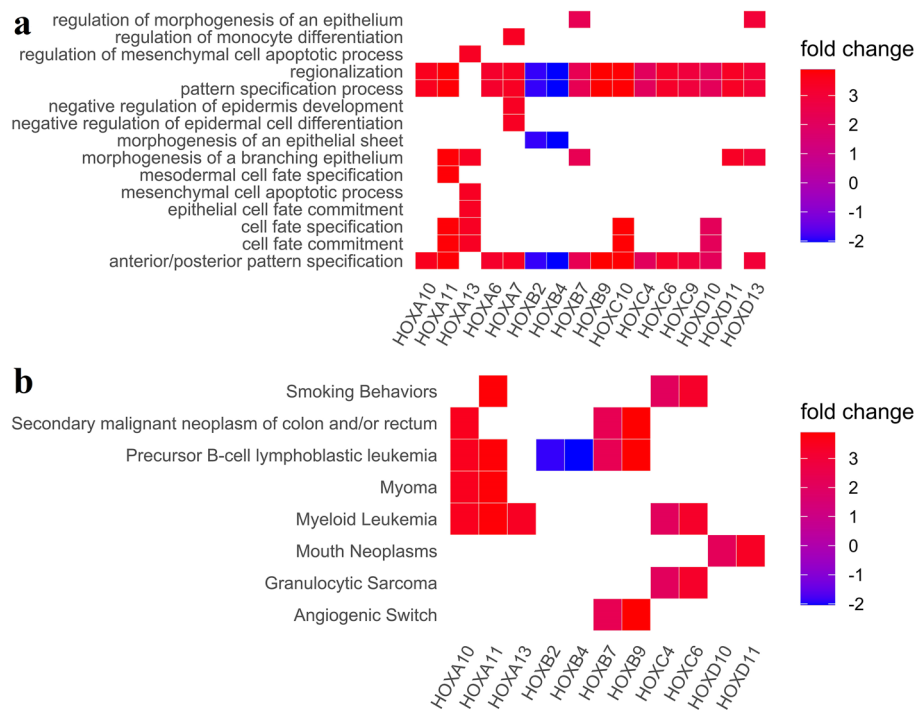 a
regulation of morphogenesis of an epithelium
regulation of monocyte differentiation
regulation of mesenchymal cell apoptotic process
regionalization
pattern specification process
negative regulation of epidermis development
negative regulation of epidermal cell differentiation
morphogenesis of an epithelial sheet
morphogenesis of a branching epithelium
mesodermal cell fate specification
mesenchymal cell apoptotic process
epithelial cell fate commitment
cell fate specification
cell fate commitment
anterior/posterior pattern specification
HOXA10
HOXA11
HOXA13
HOXA6
HOXA7
HOXB2
HOXB4
HOXB7
HOXB9
HOXC10
HOXC4
HOXC6
HOXC9
HOXD10
HOXD11
HOXD13
fold change
3
2
1
0
-1
-2
b
Smoking Behaviors
Secondary malignant neoplasm of colon and/or rectum
Precursor B-cell lymphoblastic leukemia
Myoma
Myeloid Leukemia
Mouth Neoplasms
Granulocytic Sarcoma
Angiogenic Switch
HOXA10
HOXA11
HOXA13
HOXB2
HOXB4
HOXB7
HOXB9
HOXC4
HOXC6
HOXD10
HOXD11
fold change
3
2
1
0
-1
-2